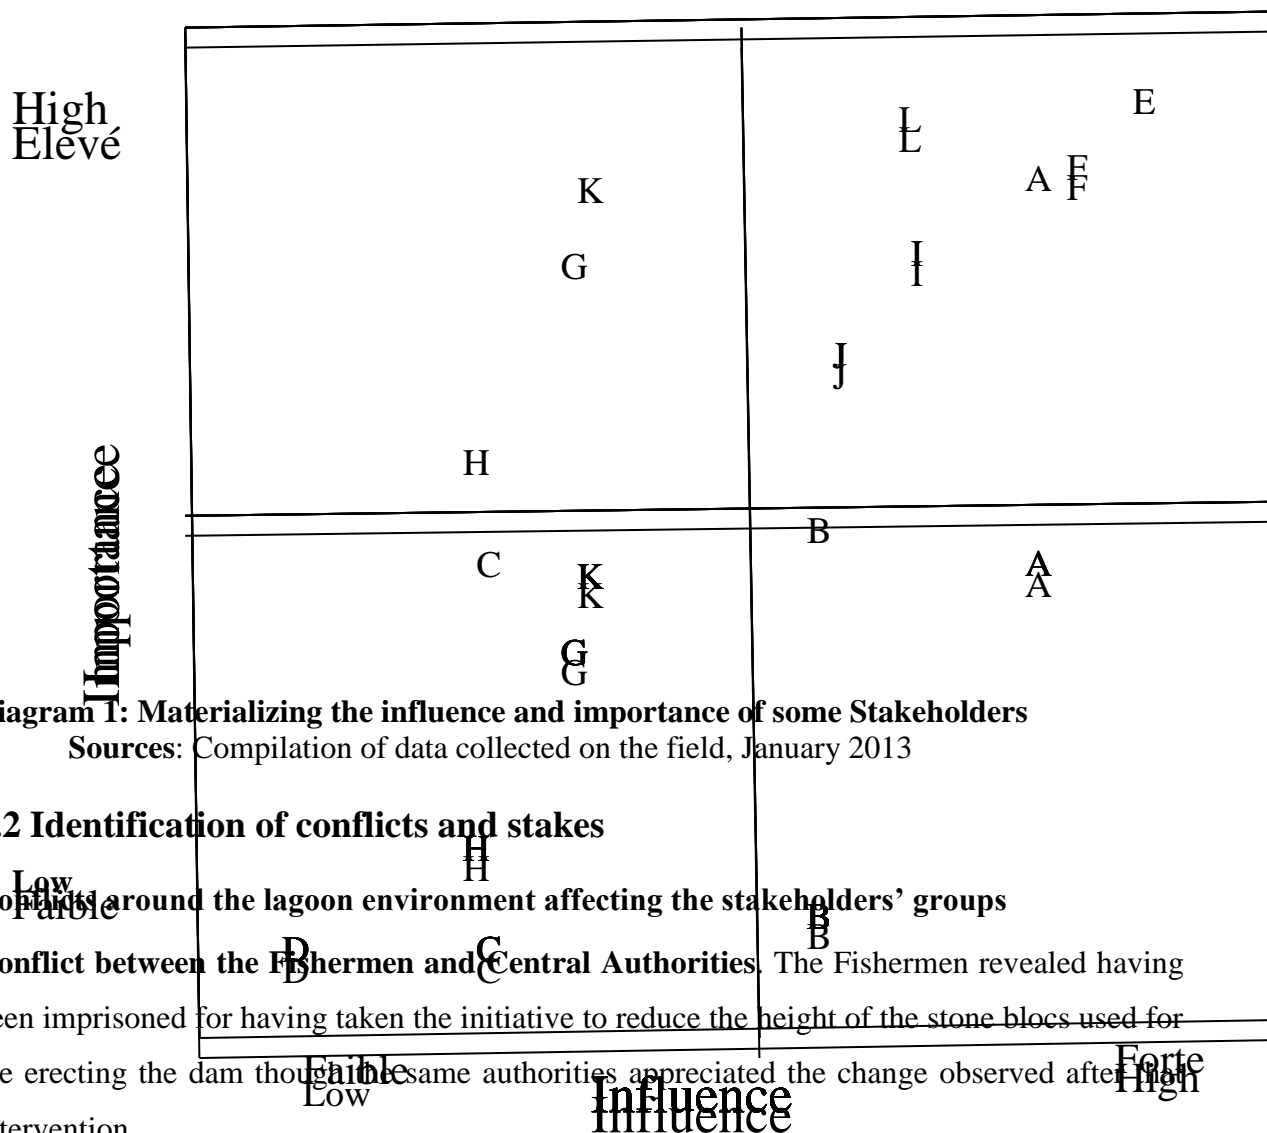 E
L
L
High
Elevé
F
A
F
K
I
G
I
J
J
H
B
C
A
K
A
K
Importance
G
G
iagram 1: Materializing the influence and importance of some Stakeholders
Sources: Compilation of data collected on the field, January 2013
.2 Identification of conflicts and stakes
H
H
Low
Faible
onflicts around the lagoon environment affecting the stakeholders' groups
B
B
D
C
D
C
onflict between the Fishermen and Central Authorities. The Fishermen revealed having
een imprisoned for having taken the initiative to reduce the height of the stone blocs used for
e erecting the dam though the same authorities appreciated the change observed after that
tervention
Faible
Low
Forte
High
Influence
Influence